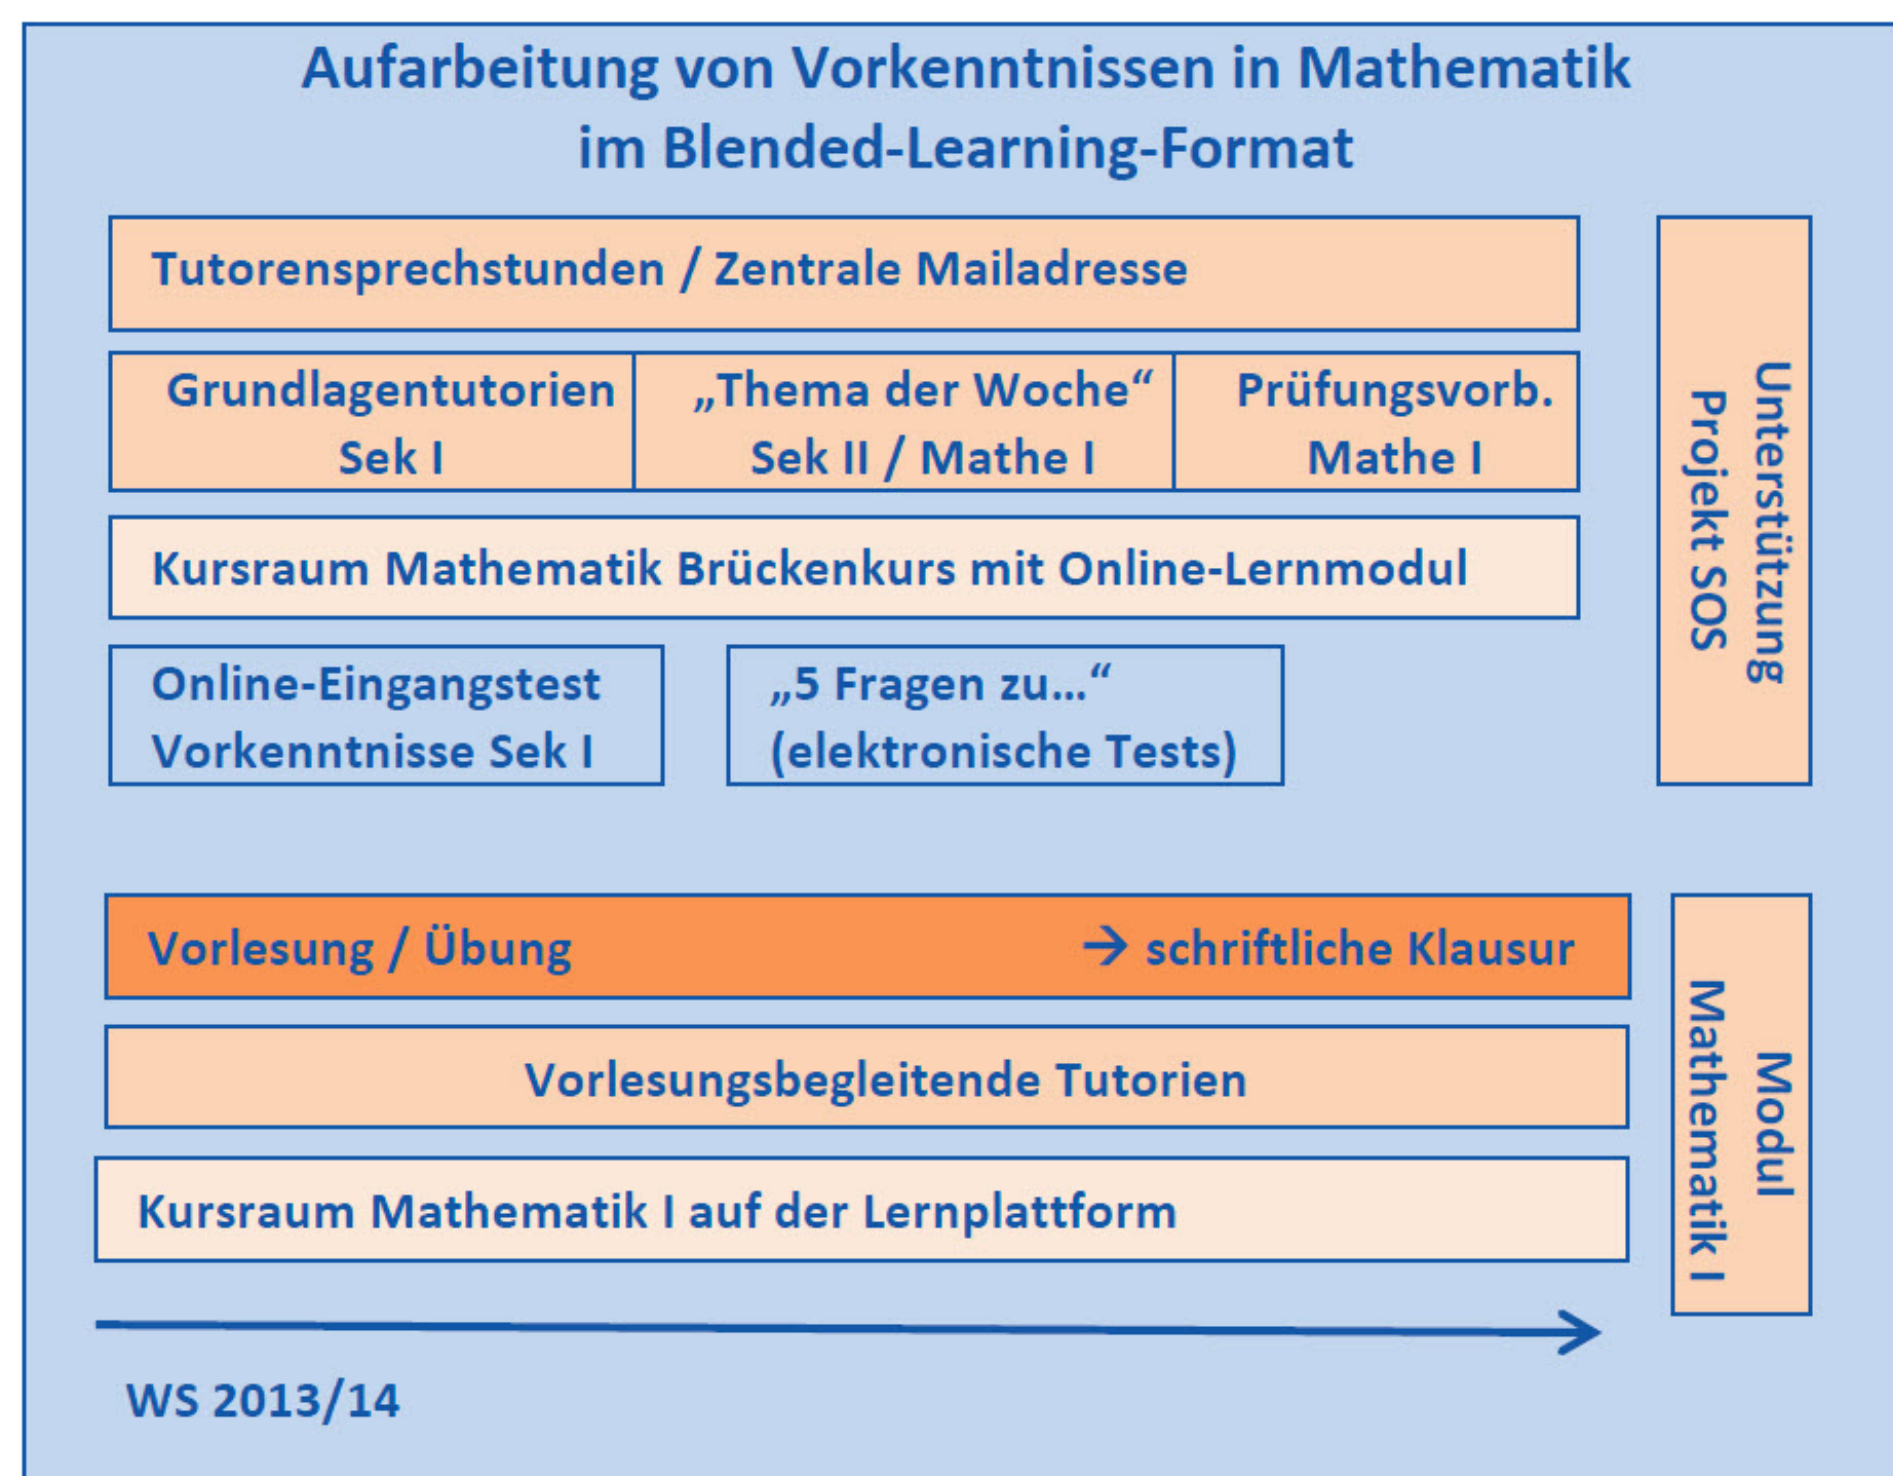 Aufarbeitung von Vorkenntnissen in Mathematik
im Blended-Learning-Format
Tutorensprechstunden / Zentrale Mailadresse
Grundlagentutorien
Sek I
„Thema der Woche“
Sek II / Mathe I
Prüfungsvorb.
Mathe I
Kursraum Mathematik Brückenkurs mit Online-Lernmodul
Online-Eingangstest
Vorkenntnisse Sek I
„5 Fragen zu…“
(elektronische Tests)
Unterstützung
Projekt SOS
Vorlesung / Übung → schriftliche Klausur
Vorlesungsbegleitende Tutorien
Kursraum Mathematik I auf der Lernplattform
Modul
Mathematik I
WS 2013/14